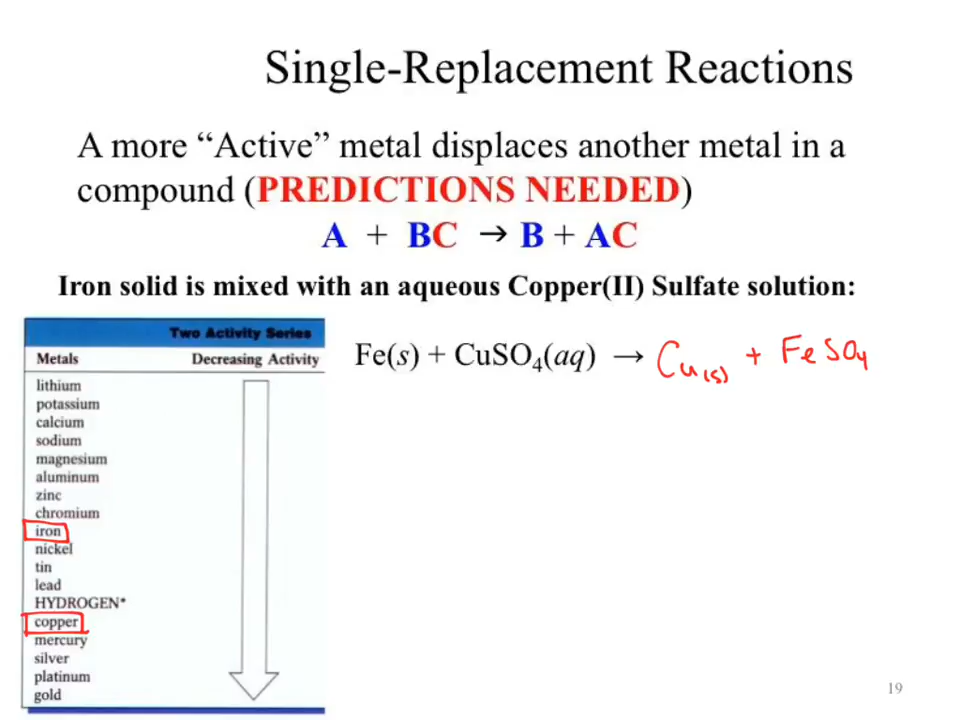 Single-Replacement Reactions
A more “Active” metal displaces another metal in a
compound (PREDICTIONS NEEDED)
A + BC → B + AC
Iron solid is mixed with an aqueous Copper(II) Sulfate solution:
Two Activity Series
Metals Decreasing Activity
lithium
potassium
calcium
sodium
magnesium
aluminum
zinc
chromium
iron
nickel
tin
lead
HYDROGEN*
copper
mercury
silver
platinum
gold
Fe(s) + CuSO₄(aq) → Cu(s) + FeSO₄
19